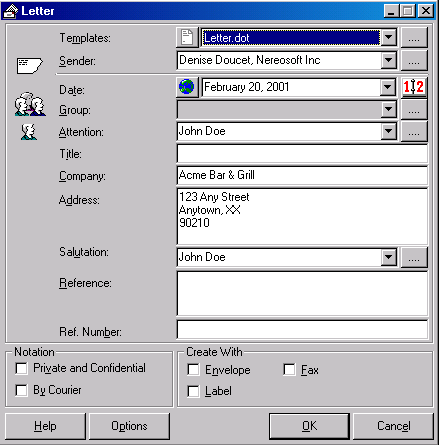 Letter
Templates: Letter.dot ....
Sender: Denise Doucet, Nereosoft Inc ....
Date: February 20, 2001 12
Group: ....
Attention: John Doe ....
Title:
Company: Acme Bar & Grill
Address: 123 Any Street
Anytown, XX
90210
Salutation: John Doe ....
Reference:
Ref. Number:
Notation Create With
Private and Confidential Envelope Fax
By Courier Label
Help Options OK Cancel